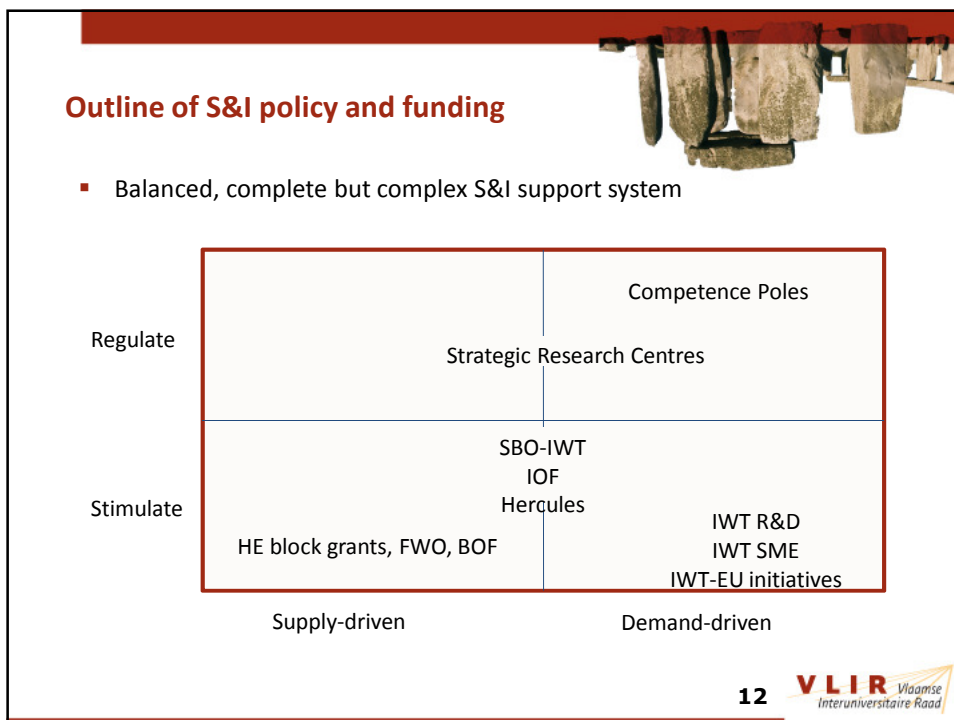 Outline of S&I policy and funding
▪ Balanced, complete but complex S&I support system
Competence Poles
Regulate
Strategic Research Centres
SBO-IWT
IOF
Stimulate
Hercules
IWT R&D
HE block grants, FWO, BOF
IWT SME
IWT-EU initiatives
Supply-driven
Demand-driven
12
VLIR Vlaamse
Interuniversitaire Raad